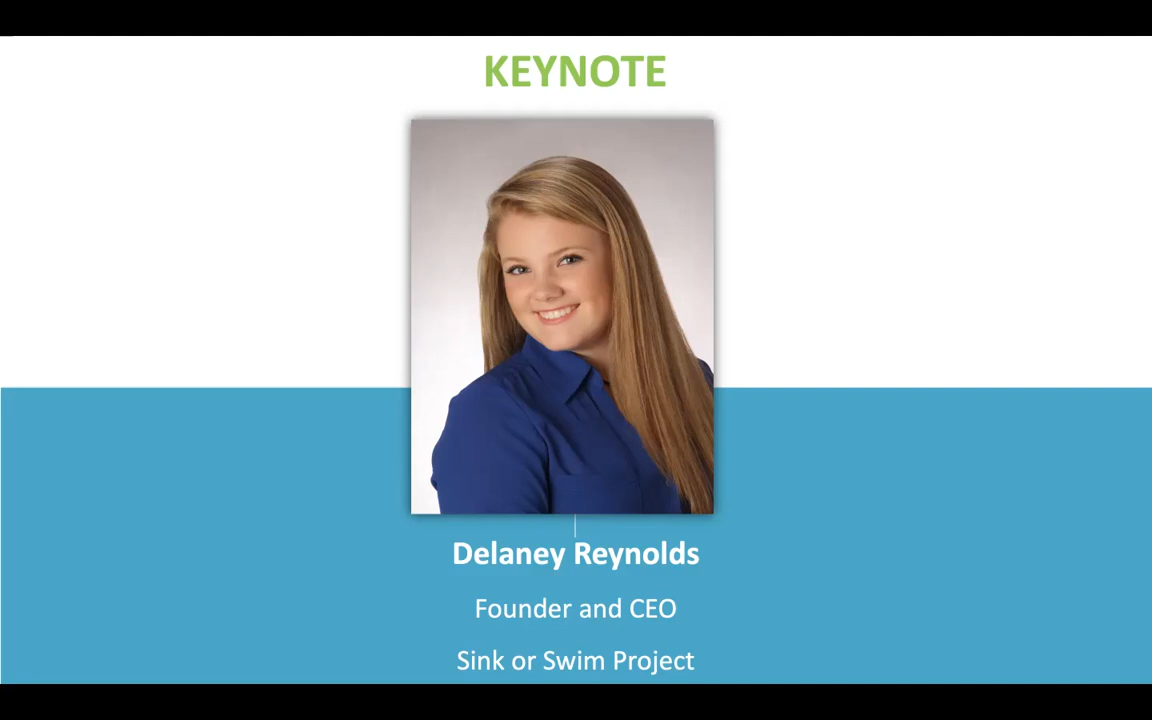 KEYNOTE
Delaney Reynolds
Founder and CEO
Sink or Swim Project